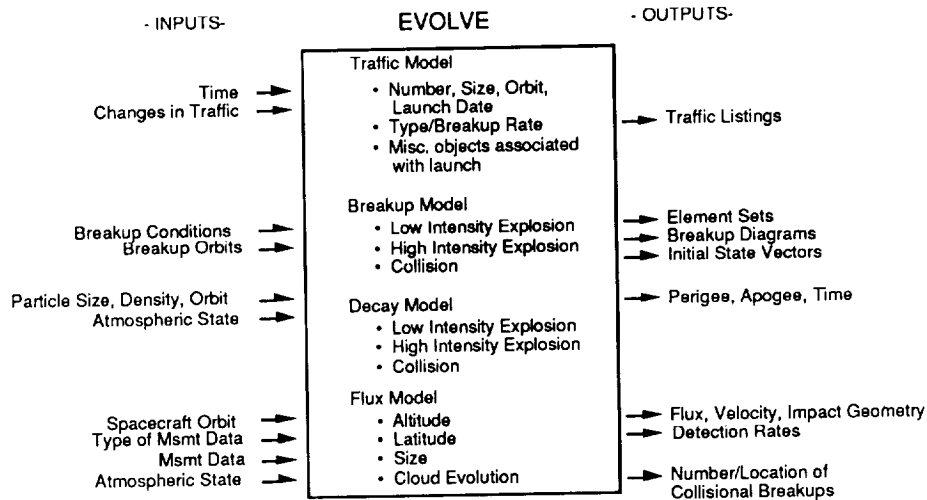 - INPUTS-
EVOLVE
- OUTPUTS-
Time
Changes in Traffic
Traffic Model
• Number, Size, Orbit,
Launch Date
• Type/Breakup Rate
• Misc. objects associated
with launch
Traffic Listings
Breakup Conditions
Breakup Orbits
Breakup Model
• Low Intensity Explosion
• High Intensity Explosion
• Collision
Element Sets
Breakup Diagrams
Initial State Vectors
Particle Size, Density, Orbit
Atmospheric State
Decay Model
• Low Intensity Explosion
• High Intensity Explosion
• Collision
Perigee, Apogee, Time
Spacecraft Orbit
Type of Msmt Data
Msmt Data
Atmospheric State
Flux Model
• Altitude
• Latitude
• Size
• Cloud Evolution
Flux, Velocity, Impact Geometry
Detection Rates
Number/Location of
Collisional Breakups